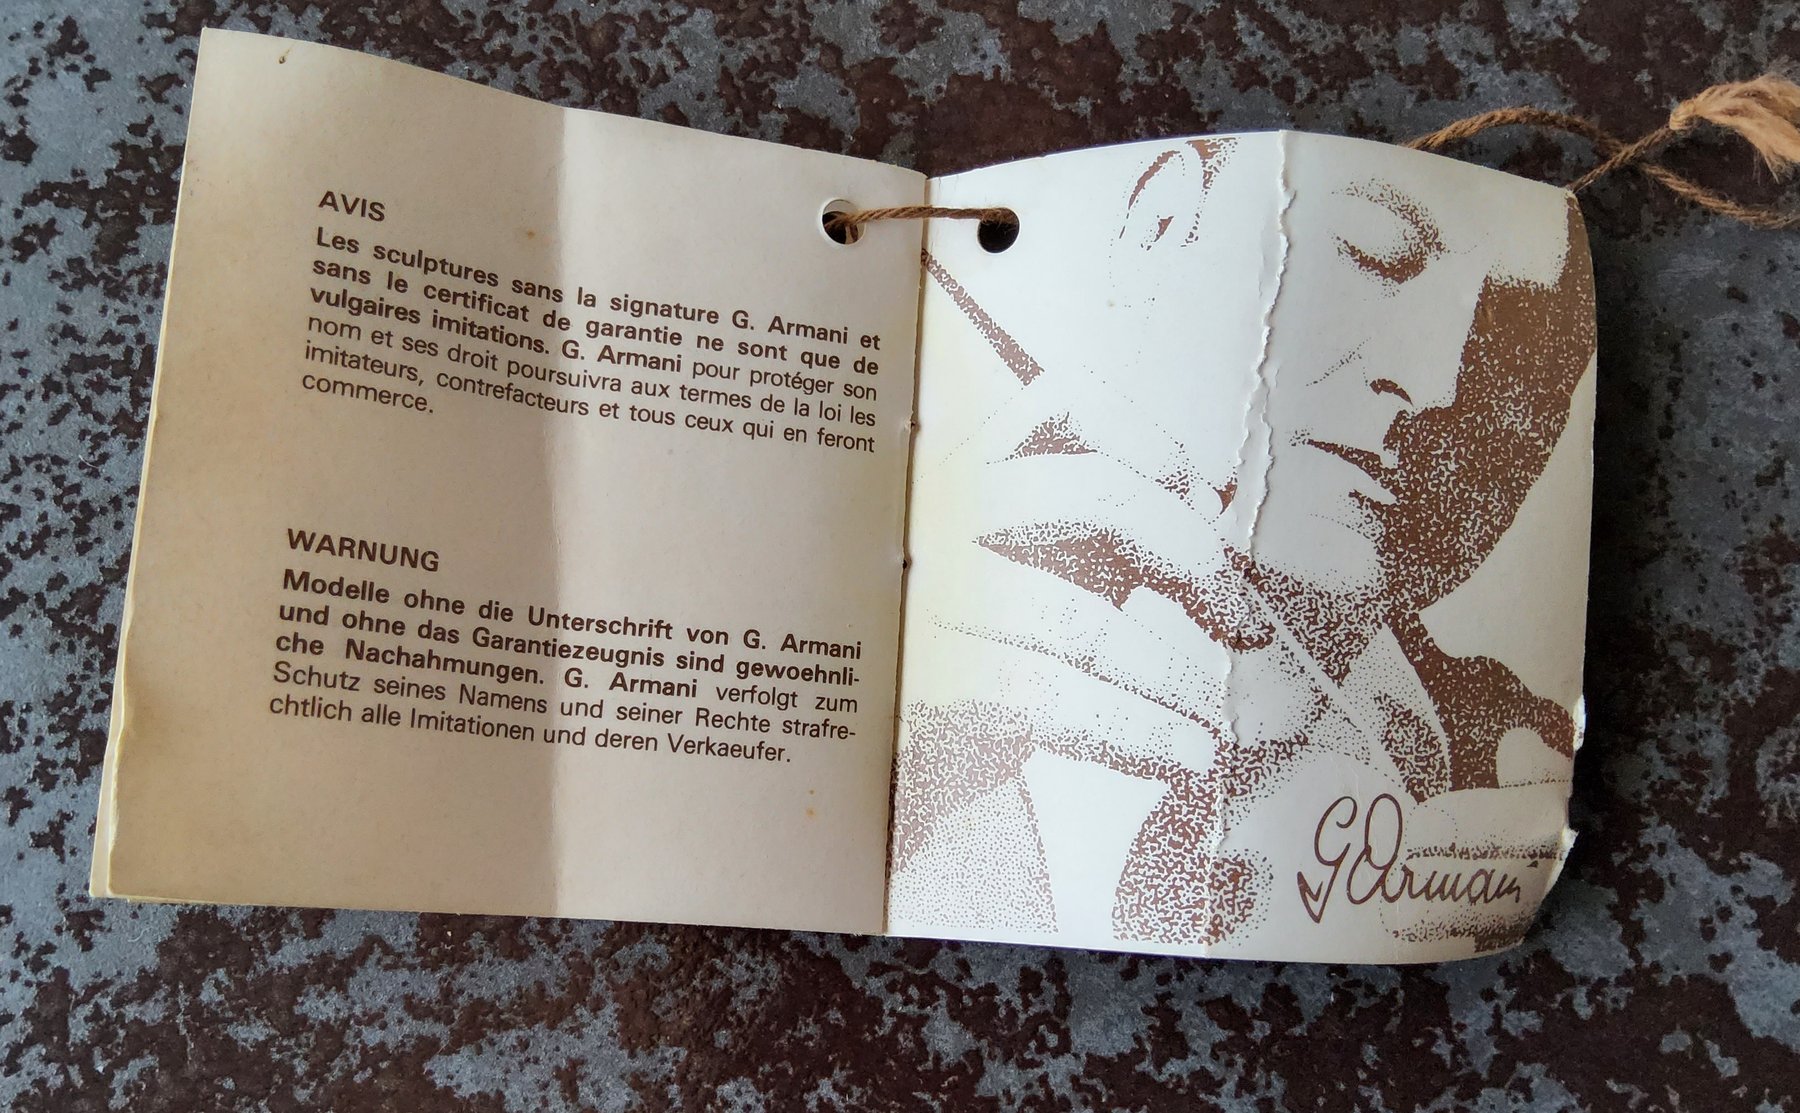 AVIS
Les sculptures sans la signature G. Armani et
sans le certificat de garantie ne sont que de
vulgaires imitations. G. Armani pour protéger son
nom et ses droit poursuivra aux termes de la loi les
imitateurs, contrefacteurs et tous ceux qui en feront
commerce.
WARNUNG
Modelle ohne die Unterschrift von G. Armani
und ohne das Garantiezeugnis sind gewoehnli-
che Nachahmungen. G. Armani verfolgt zum
Schutz seines Namens und seiner Rechte strafre-
chtlich alle Imitationen und deren Verkaeufer.
G Armani